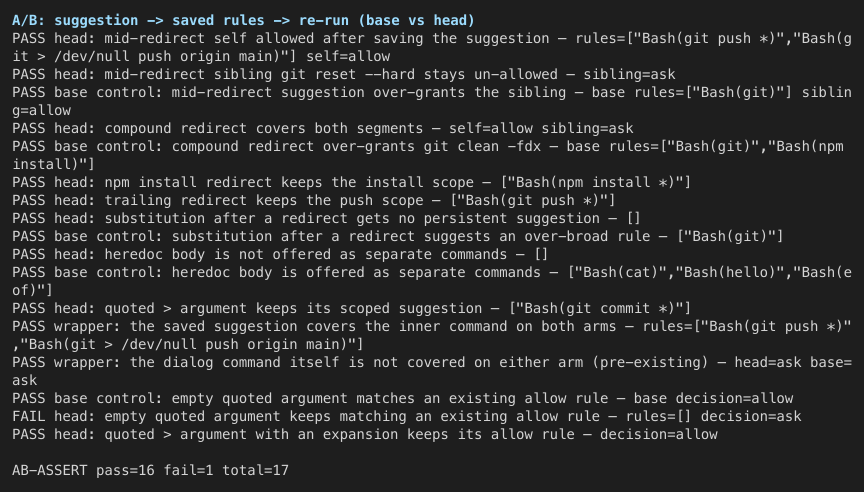 A/B: suggestion -> saved rules -> re-run (base vs head)
PASS head: mid-redirect self allowed after saving the suggestion — rules=["Bash(git push *)","Bash(g
it > /dev/null push origin main)"] self=allow
PASS head: mid-redirect sibling git reset --hard stays un-allowed — sibling=ask
PASS base control: mid-redirect suggestion over-grants the sibling — base rules=["Bash(git)"] siblin
g=allow
PASS head: compound redirect covers both segments — self=allow sibling=ask
PASS base control: compound redirect over-grants git clean -fdx — base rules=["Bash(git)","Bash(npm
install)"]
PASS head: npm install redirect keeps the install scope — ["Bash(npm install *)"]
PASS head: trailing redirect keeps the push scope — ["Bash(git push *)"]
PASS head: substitution after a redirect gets no persistent suggestion — []
PASS base control: substitution after a redirect suggests an over-broad rule — ["Bash(git)"]
PASS head: heredoc body is not offered as separate commands — []
PASS base control: heredoc body is offered as separate commands — ["Bash(cat)","Bash(hello)","Bash(e
of)"]
PASS head: quoted > argument keeps its scoped suggestion — ["Bash(git commit *)"]
PASS wrapper: the saved suggestion covers the inner command on both arms — rules=["Bash(git push *)"
,"Bash(git > /dev/null push origin main)"]
PASS wrapper: the dialog command itself is not covered on either arm (pre-existing) — head=ask base=
ask
PASS base control: empty quoted argument matches an existing allow rule — base decision=allow
FAIL head: empty quoted argument keeps matching an existing allow rule — rules=[] decision=ask
PASS head: quoted > argument with an expansion keeps its allow rule — decision=allow
AB-ASSERT pass=16 fail=1 total=17